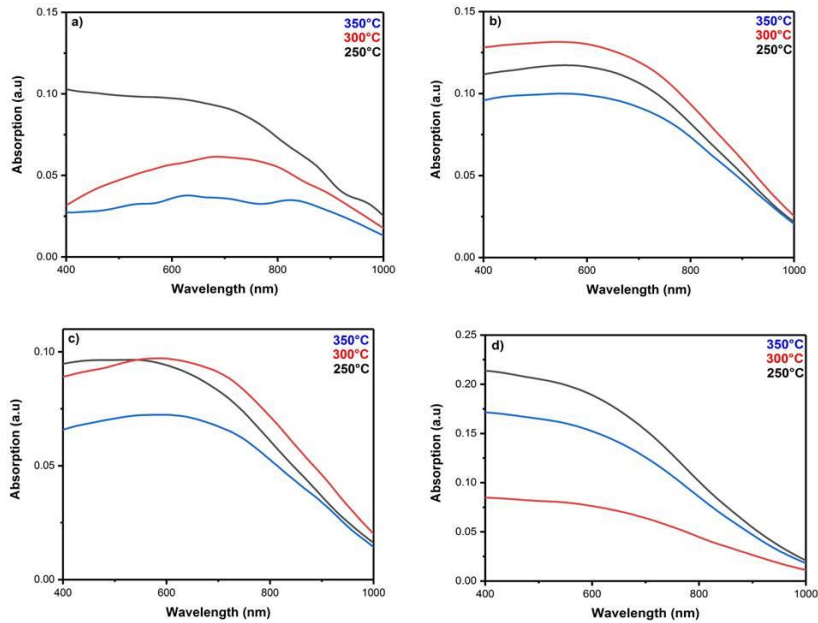 a)
350°C
300°C
250°C
0.15
0.10
0.05
0.00
Absorption (a.u)
400
600
800
1000
Wavelength (nm)
b)
350°C
300°C
250°C
0.15
0.10
0.05
0.00
Absorption (a.u)
400
600
800
1000
Wavelength (nm)
c)
350°C
300°C
250°C
0.10
0.05
0.00
Absorption (a.u)
400
600
800
1000
Wavelength (nm)
d)
350°C
300°C
250°C
0.25
0.20
0.15
0.10
0.05
0.00
Absorption (a.u)
400
600
800
1000
Wavelength (nm)